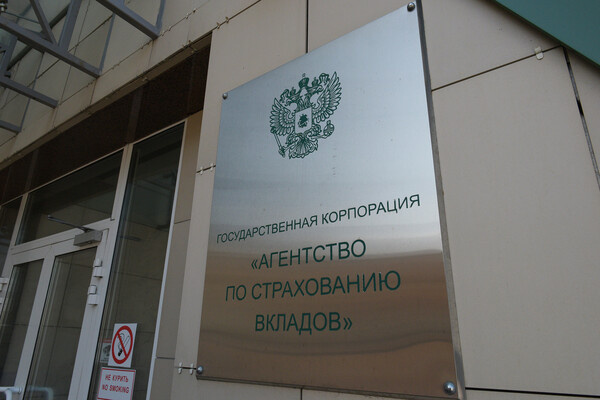 ГОСУДАРСТВЕННАЯ КОРПОРАЦИЯ
«АГЕНТСТВО
ПО СТРАХОВАНИЮ
ВКЛАДОВ»
НЕ КУРИТЬ
NO SMOKING